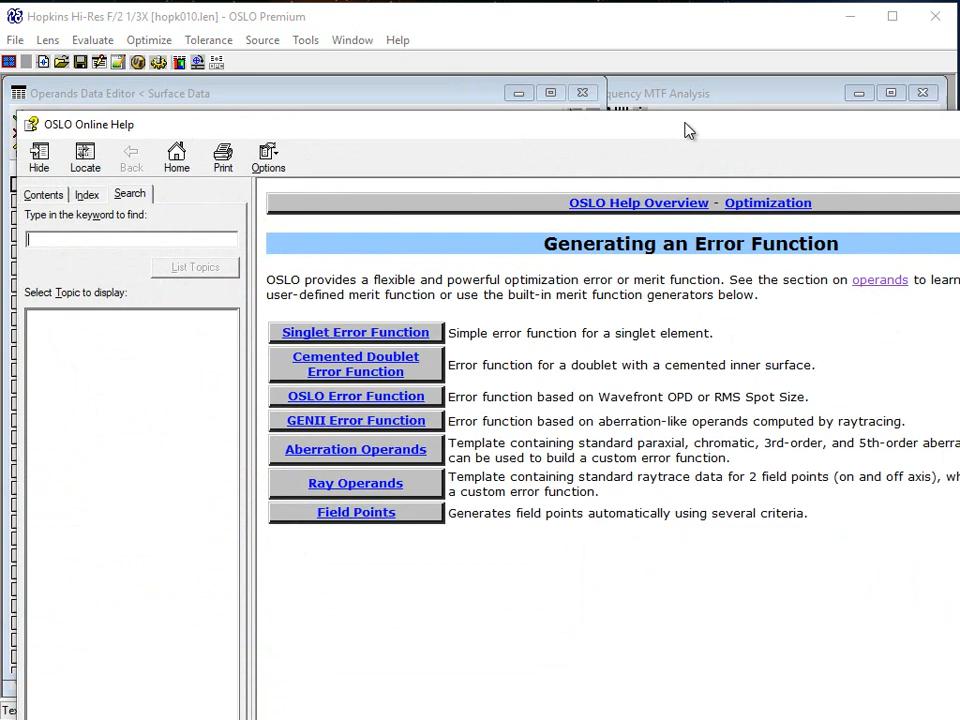 Hopkins Hi-Res F/2 1/3X [hopk010.len] - OSLO Premium
File Lens Evaluate Optimize Tolerance Source Tools Window Help
Operands Data Editor < Surface Data
quency MTF Analysis
OSLO Online Help
Hide Locate Back Home Print Options
Contents Index Search
Type in the keyword to find:
List Topics
Select Topic to display:
OSLO Help Overview - Optimization
Generating an Error Function
OSLO provides a flexible and powerful optimization error or merit function. See the section on operands to learn
user-defined merit function or use the built-in merit function generators below.
Singlet Error Function Simple error function for a singlet element.
Cemented Doublet
Error Function
Error function for a doublet with a cemented inner surface.
OSLO Error Function Error function based on Wavefront OPD or RMS Spot Size.
GENII Error Function Error function based on aberration-like operands computed by raytracing.
Aberration Operands
Template containing standard paraxial, chromatic, 3rd-order, and 5th-order aberra
can be used to build a custom error function.
Ray Operands
Template containing standard raytrace data for 2 field points (on and off axis), wh
a custom error function.
Field Points Generates field points automatically using several criteria.
Tex